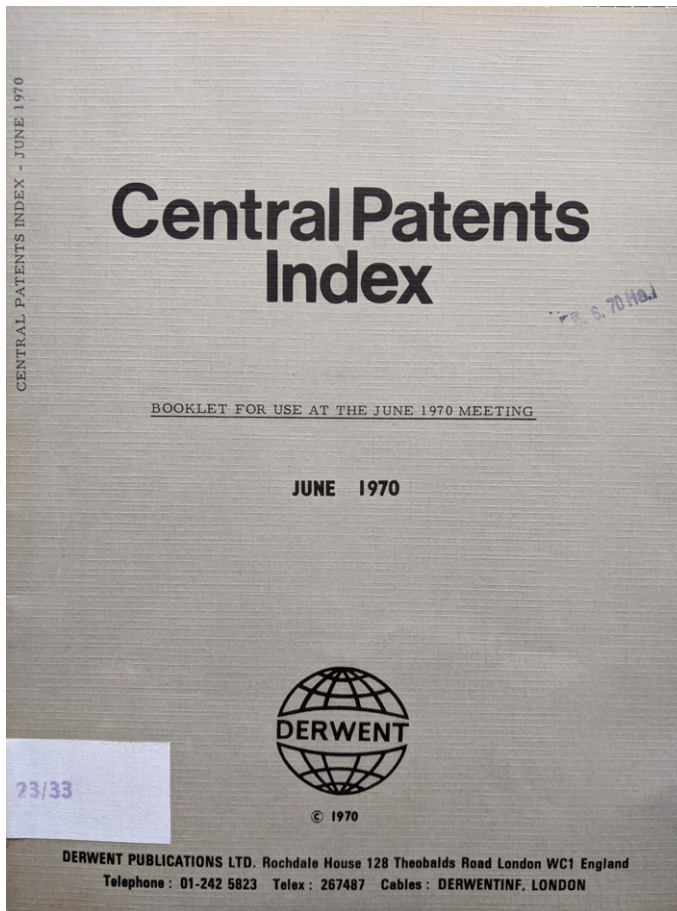 CENTRAL PATENTS INDEX - JUNE 1970
Central Patents
Index
BOOKLET FOR USE AT THE JUNE 1970 MEETING
JUNE 1970
DERWENT
23/33
© 1970
DERWENT PUBLICATIONS LTD. Rochdale House 128 Theobalds Road London WC1 England
Telephone : 01-242 5823 Telex : 267487 Cables : DERWENTINF, LONDON